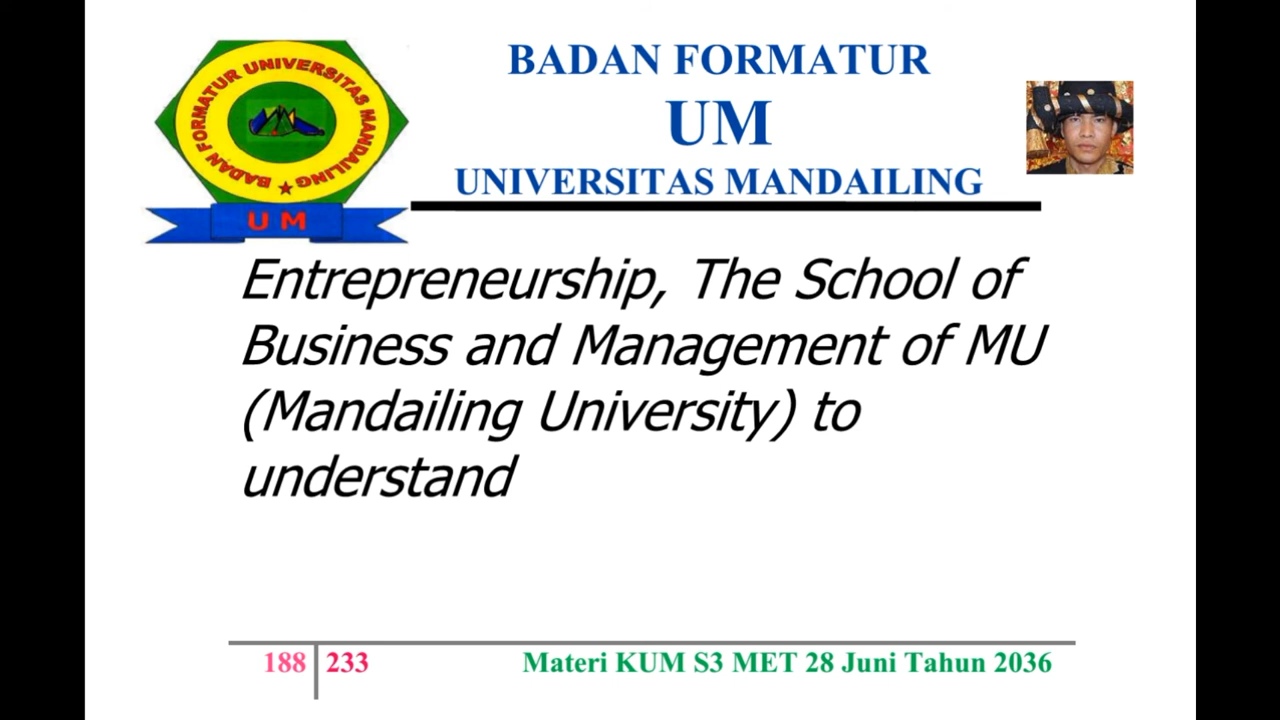 BADAN FORMATUR UNIVERSITAS MANDAILING
BADAN
UM
BADAN FORMATUR
UM
UNIVERSITAS MANDAILING
Entrepreneurship, The School of
Business and Management of MU
(Mandailing University) to
understand
188 233 Materi KUM S3 MET 28 Juni Tahun 2036